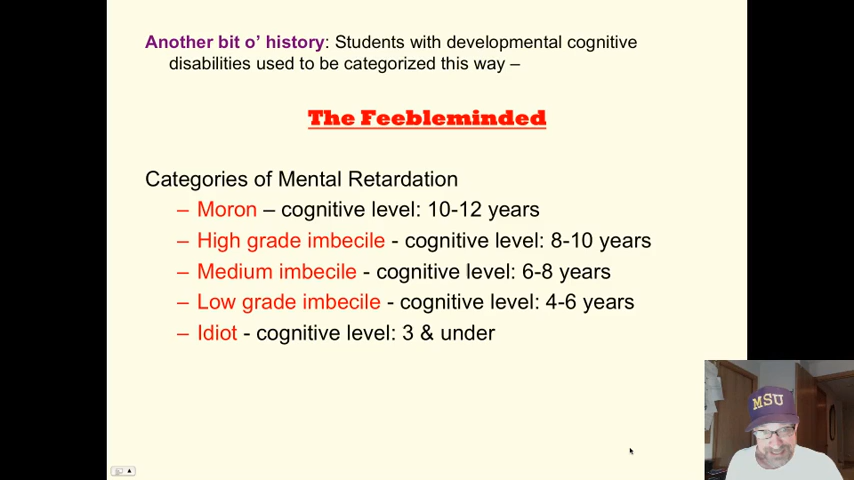 Another bit o’ history: Students with developmental cognitive
disabilities used to be categorized this way –
The Feebleminded
Categories of Mental Retardation
– Moron – cognitive level: 10-12 years
– High grade imbecile - cognitive level: 8-10 years
– Medium imbecile - cognitive level: 6-8 years
– Low grade imbecile - cognitive level: 4-6 years
– Idiot - cognitive level: 3 & under
MSU